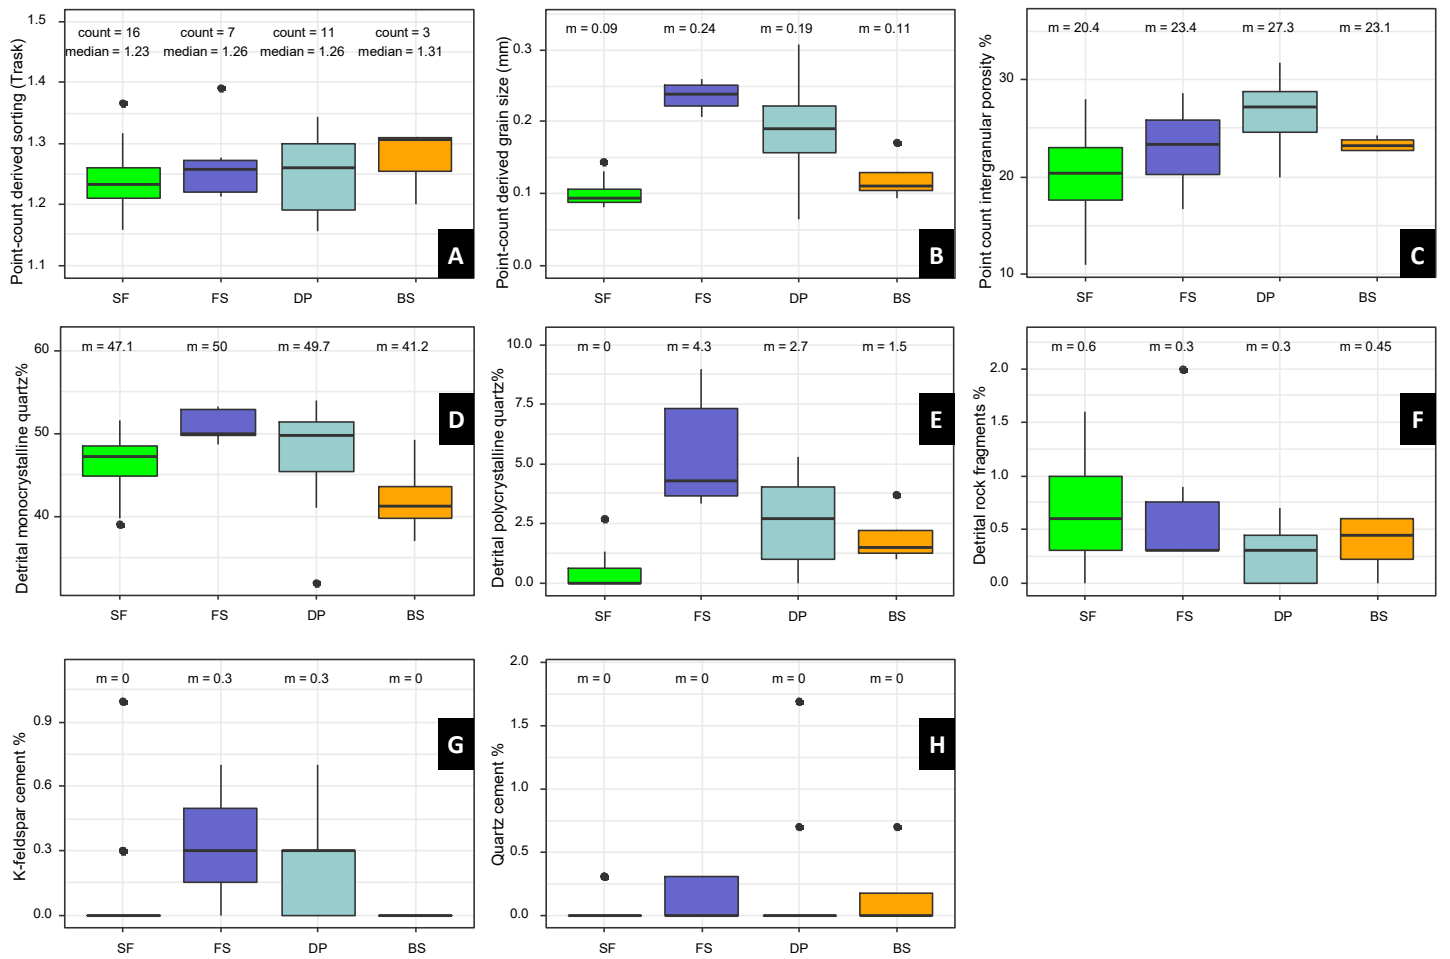 Point-count derived sorting (Trask)
1.5
1.4
1.3
1.2
1.1
count = 16
count = 7
count = 11
count = 3
median = 1.23
median = 1.26
median = 1.26
median = 1.31
A
SF
FS
DP
BS
Point-count derived grain size (mm)
0.3
0.2
0.1
0.0
m = 0.09
m = 0.24
m = 0.19
m = 0.11
B
SF
FS
DP
BS
Point count intergranular porosity %
30
20
10
m = 20.4
m = 23.4
m = 27.3
m = 23.1
C
SF
FS
DP
BS
Detrital monocrystalline quartz%
60
50
40
m = 47.1
m = 50
m = 49.7
m = 41.2
D
SF
FS
DP
BS
Detrital polycrystalline quartz%
10.0
7.5
5.0
2.5
0.0
m = 0
m = 4.3
m = 2.7
m = 1.5
E
SF
FS
DP
BS
Detrital rock fragments %
2.0
1.5
1.0
0.5
0.0
m = 0.6
m = 0.3
m = 0.3
m = 0.45
F
SF
FS
DP
BS
K-feldspar cement %
0.9
0.6
0.3
0.0
m = 0
m = 0.3
m = 0.3
m = 0
G
SF
FS
DP
BS
Quartz cement %
2.0
1.5
1.0
0.5
0.0
m = 0
m = 0
m = 0
m = 0
H
SF
FS
DP
BS